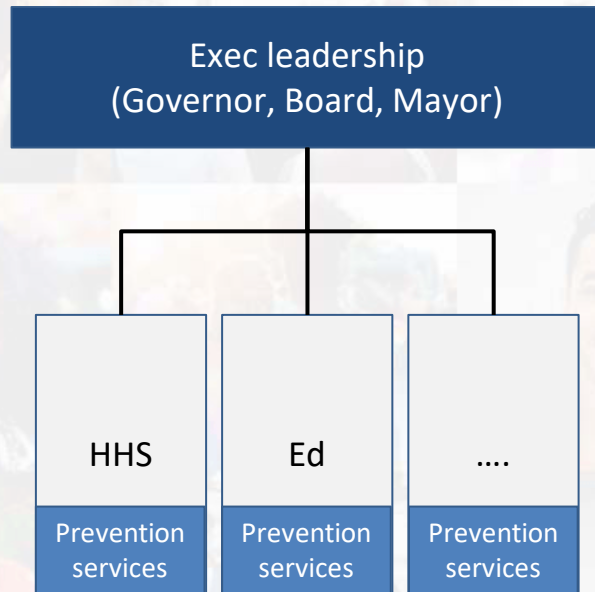 Exec leadership
(Governor, Board, Mayor)
HHS
Ed
....
Prevention
services
Prevention
services
Prevention
services